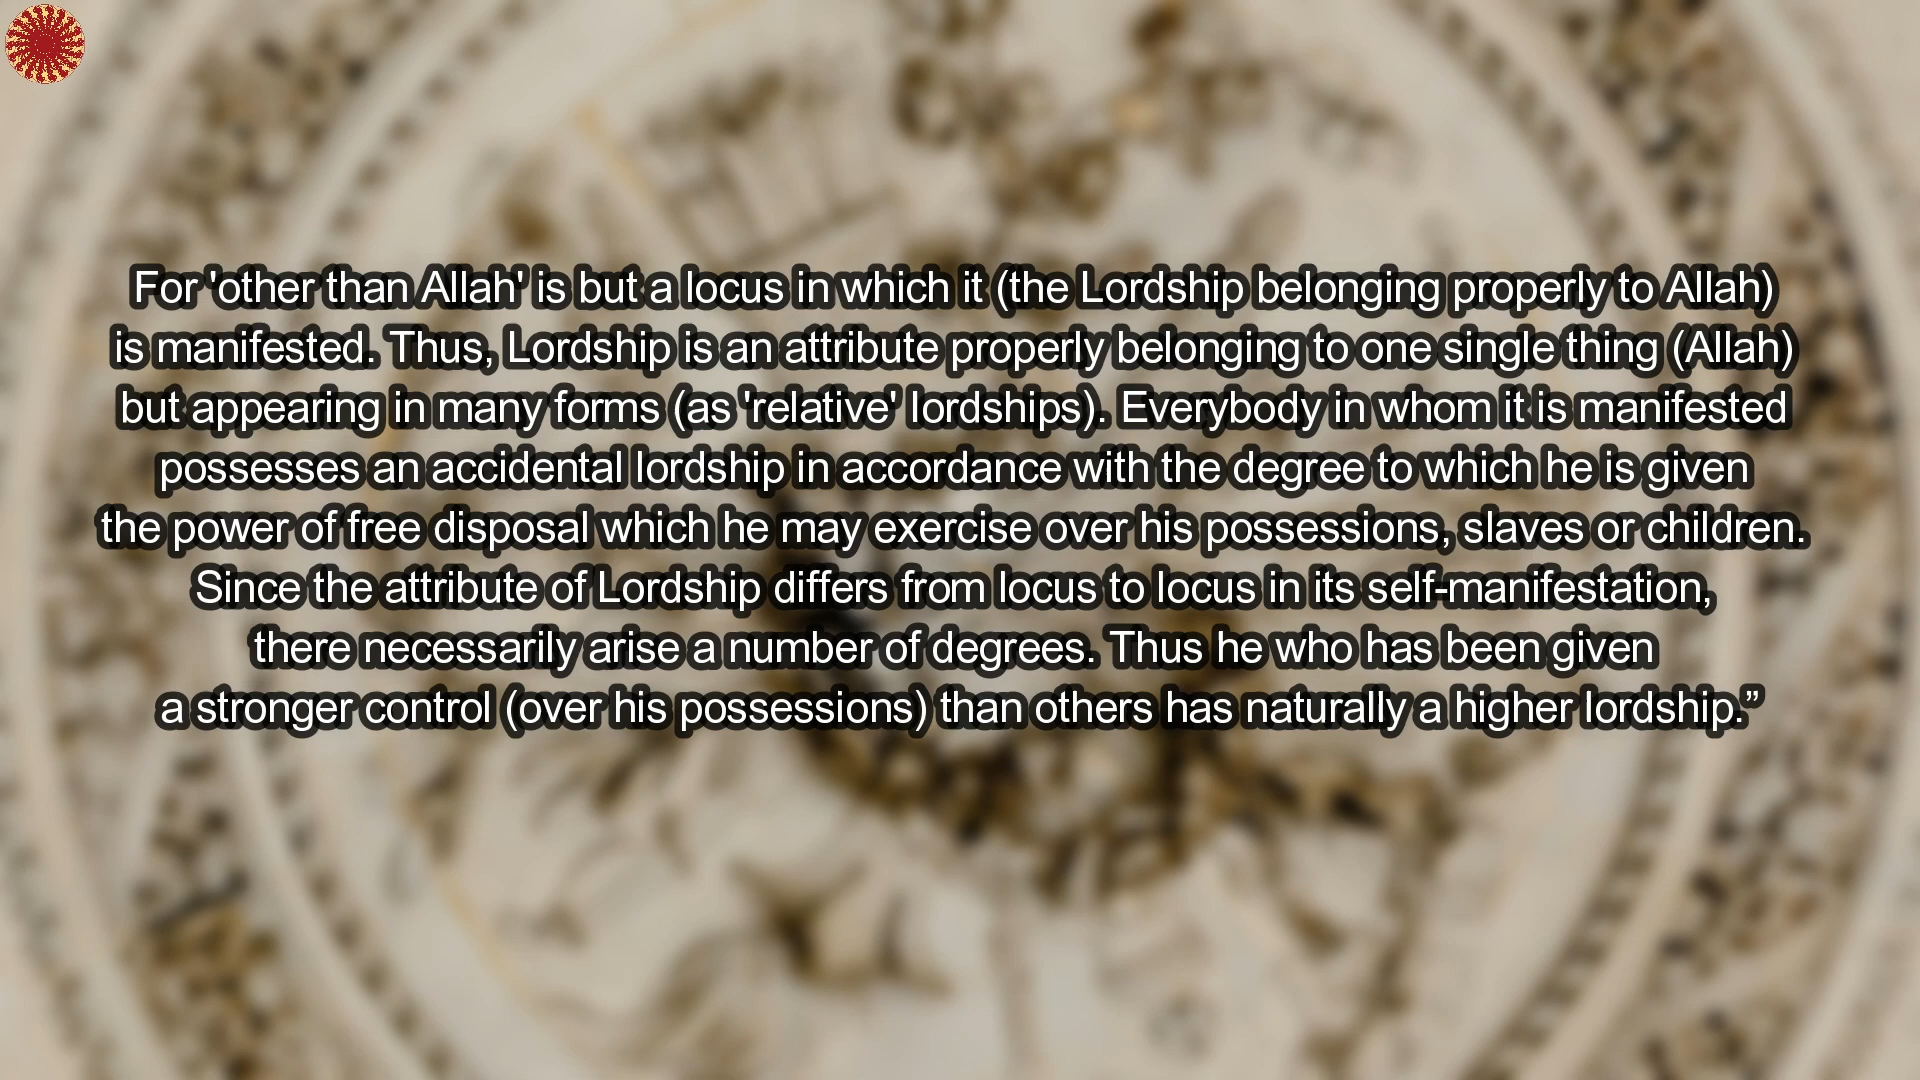 For 'other than Allah' is but a locus in which it (the Lordship belonging properly to Allah)
is manifested. Thus, Lordship is an attribute properly belonging to one single thing (Allah)
but appearing in many forms (as 'relative' lordships). Everybody in whom it is manifested
possesses an accidental lordship in accordance with the degree to which he is given
the power of free disposal which he may exercise over his possessions, slaves or children.
Since the attribute of Lordship differs from locus to locus in its self-manifestation,
there necessarily arise a number of degrees. Thus he who has been given
a stronger control (over his possessions) than others has naturally a higher lordship.”